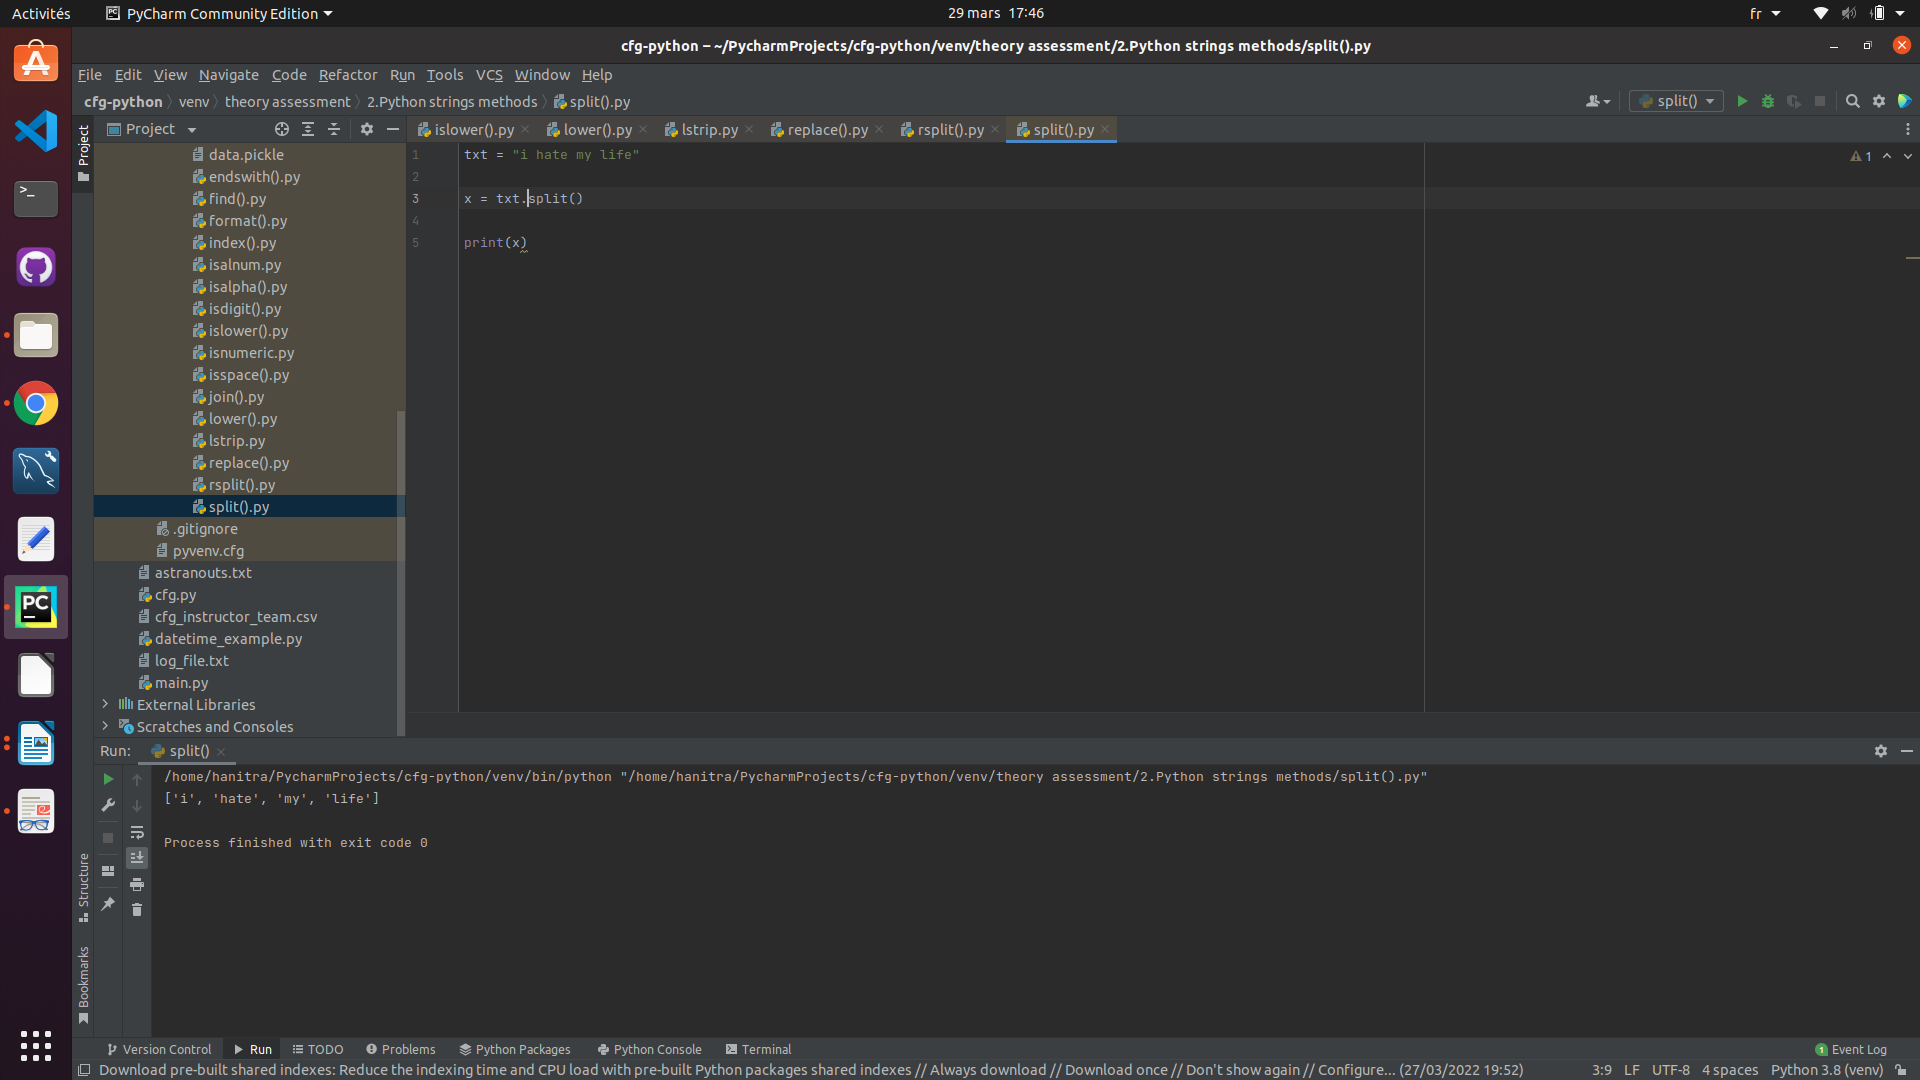 Activités PyCharm Community Edition 29 mars 17:46 fr
cfg-python – ~/PycharmProjects/cfg-python/venv/theory assessment/2.Python strings methods/split().py
File Edit View Navigate Code Refactor Run Tools VCS Window Help
cfg-python venv theory assessment 2.Python strings methods split().py split()
Project Project islower().py lower().py lstrip.py replace().py rsplit().py split().py
data.pickle
endswith().py
find().py
format().py
index().py
isalnum.py
isalpha().py
isdigit().py
islower().py
isnumeric.py
isspace().py
join().py
lower().py
lstrip.py
replace().py
rsplit().py
split().py
.gitignore
pyvenv.cfg
astranouts.txt
cfg.py
cfg_instructor_team.csv
datetime_example.py
log_file.txt
main.py
External Libraries
Scratches and Consoles
1 txt = "i hate my life" 1
2
3 x = txt.split()
4
5 print(x)
Run: split()
/home/hanitra/PycharmProjects/cfg-python/venv/bin/python "/home/hanitra/PycharmProjects/cfg-python/venv/theory assessment/2.Python strings methods/split().py"
['i', 'hate', 'my', 'life']
Process finished with exit code 0
Structure
Bookmarks
Version Control Run TODO Problems Python Packages Python Console Terminal 1 Event Log
Download pre-built shared indexes: Reduce the indexing time and CPU load with pre-built Python packages shared indexes // Always download // Download once // Don't show again // Configure... (27/03/2022 19:52) 3:9 LF UTF-8 4 spaces Python 3.8 (venv)